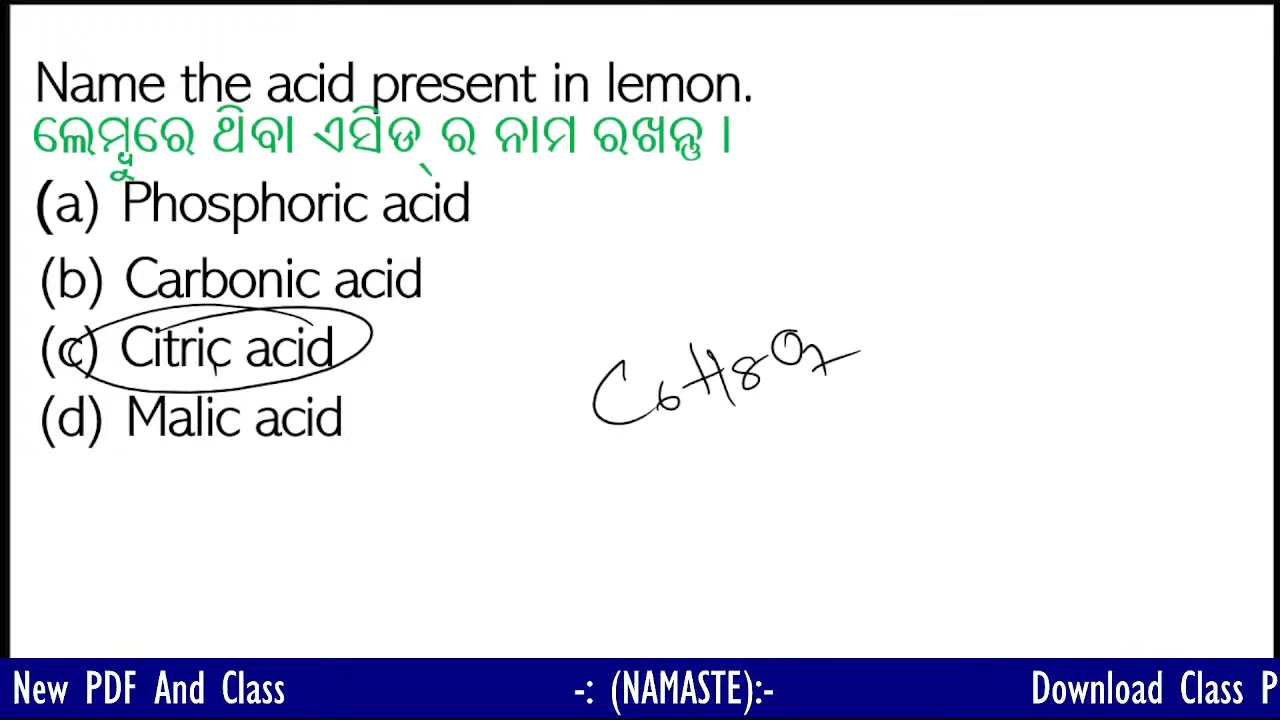 Name the acid present in lemon.
ଲେମ୍ବୁରେ ଥିବା ଏସିଡ୍ ର ନାମ ରଖନ୍ତୁ ।
(a) Phosphoric acid
(b) Carbonic acid
(c) Citric acid
(d) Malic acid
C6H8O7
New PDF And Class -: (NAMASTE):- Download Class P